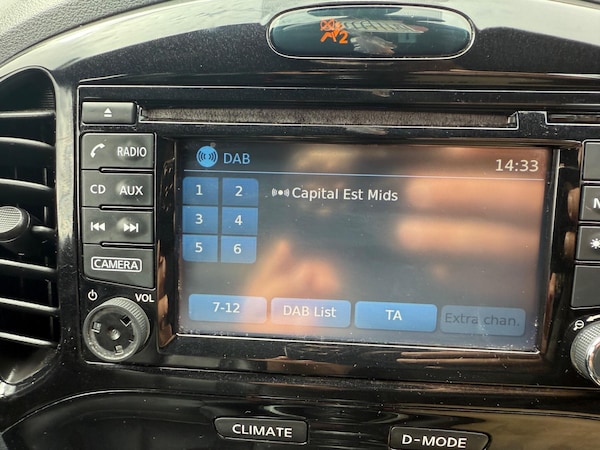 2
RADIO
CD AUX
CAMERA
VOL
DAB
14:33
1 2
Capital Est Mids
3 4
5 6
7-12
DAB List
TA
Extra chan.
CLIMATE
D-MODE